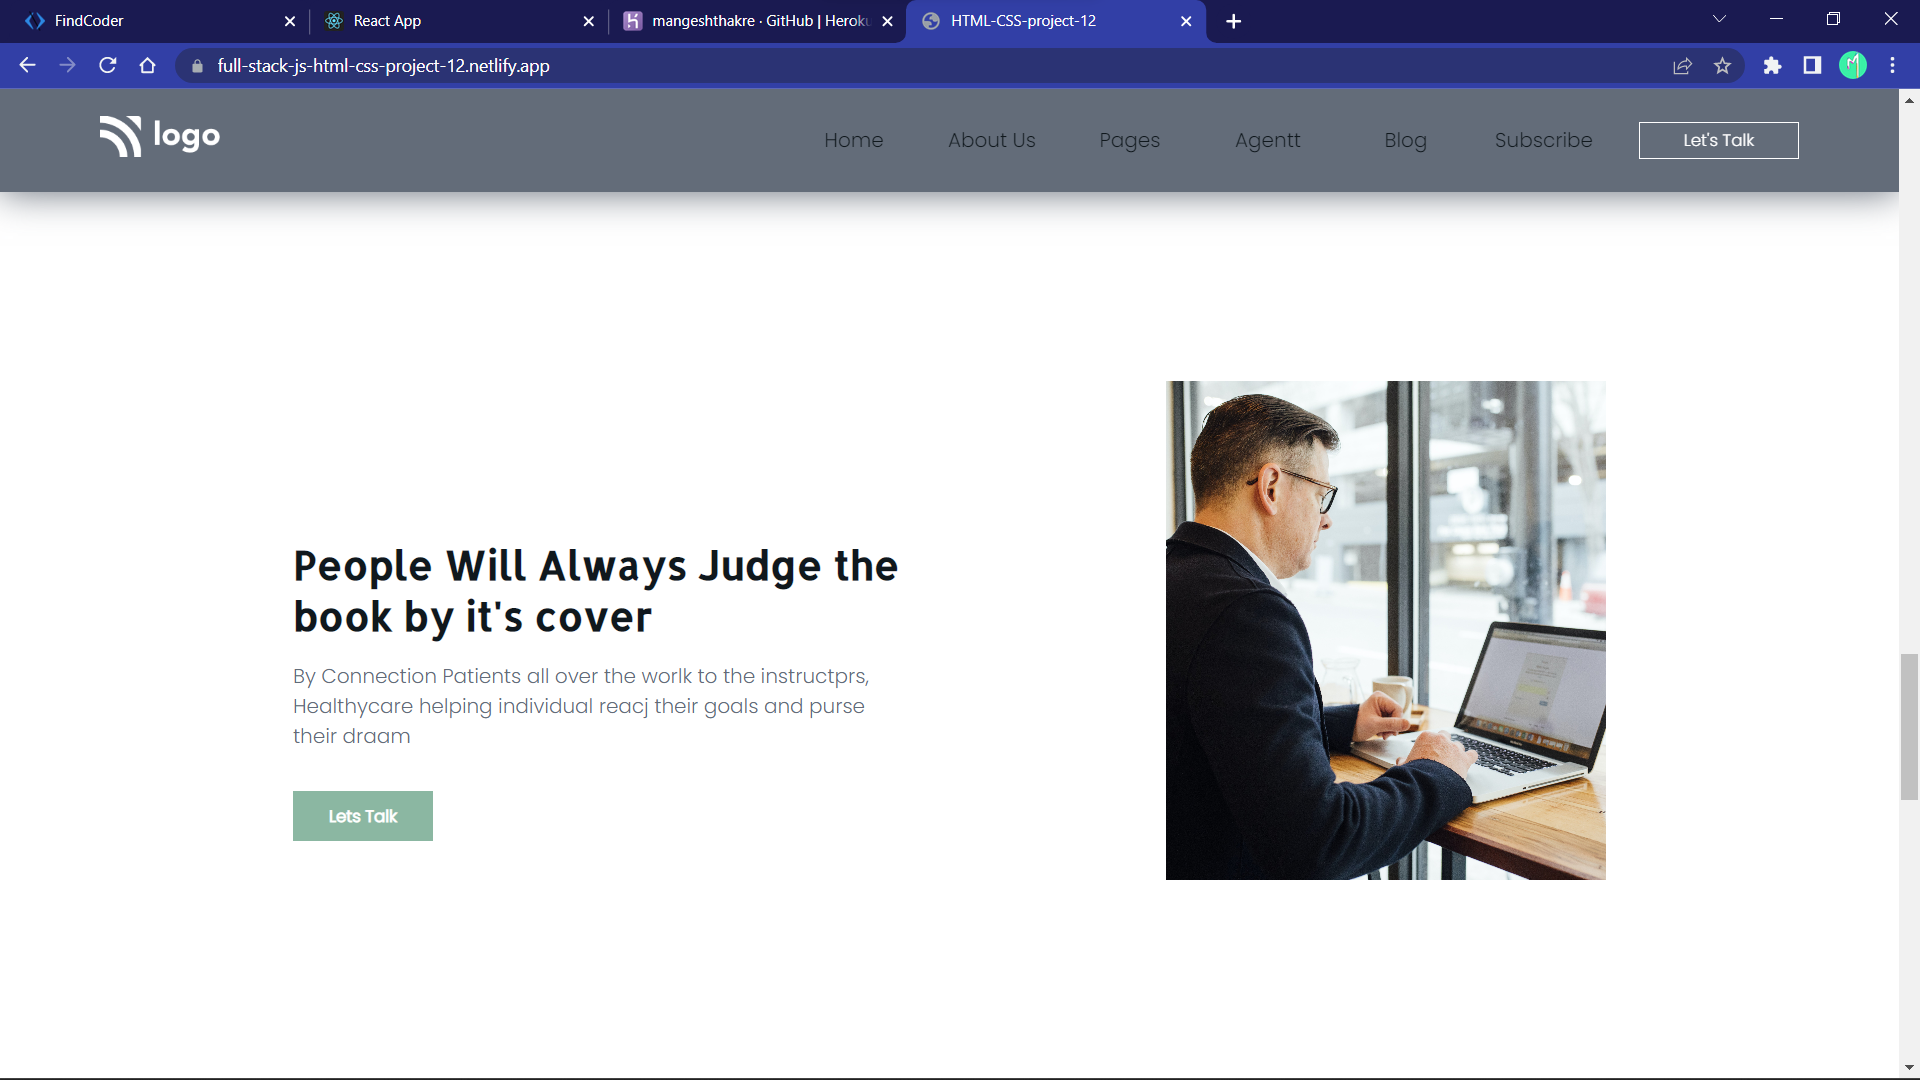 FindCoder
React App
mangeshthakre · GitHub | Heroku
HTML-CSS-project-12
full-stack-js-html-css-project-12.netlify.app
logo
Home
About Us
Pages
Agentt
Blog
Subscribe
Let's Talk
People Will Always Judge the
book by it's cover
By Connection Patients all over the worlk to the instructprs,
Healthycare helping individual reacj their goals and purse
their draam
Lets Talk